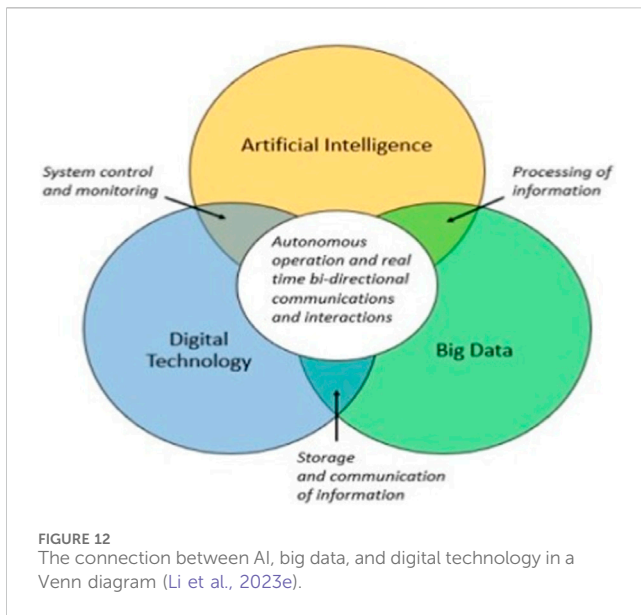 Artificial Intelligence
System control
and monitoring
Processing of
information
Autonomous
operation and real
time bi-directional
communications
and interactions
Digital
Technology
Big Data
Storage
and communication
of information
FIGURE 12
The connection between AI, big data, and digital technology in a
Venn diagram (Li et al., 2023e).